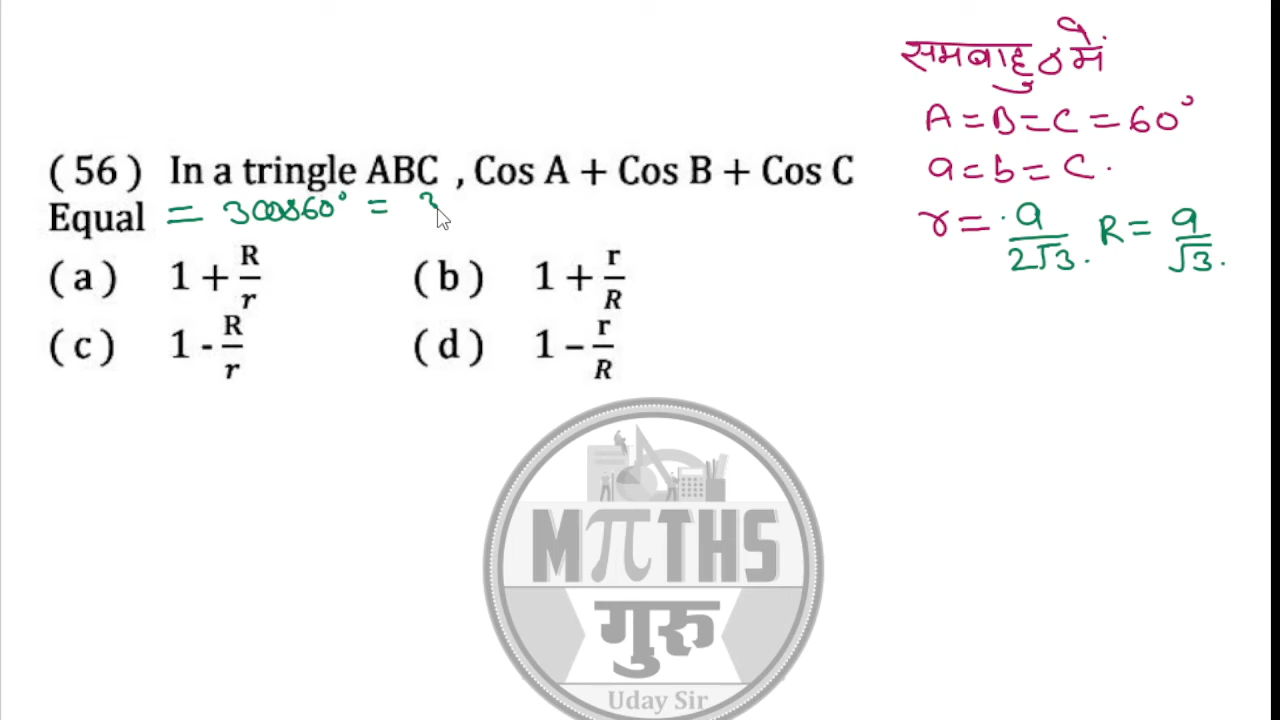 समबाहु △ में
A = B = C = 60°
a = b = c.
r = a/2√3. R = a/√3.
(56) In a tringle ABC , Cos A + Cos B + Cos C
Equal = 3cos60° = 3
(a) 1 + R/r (b) 1 + r/R
(c) 1 - R/r (d) 1 – r/R
MπTHS
गुरु
Uday Sir